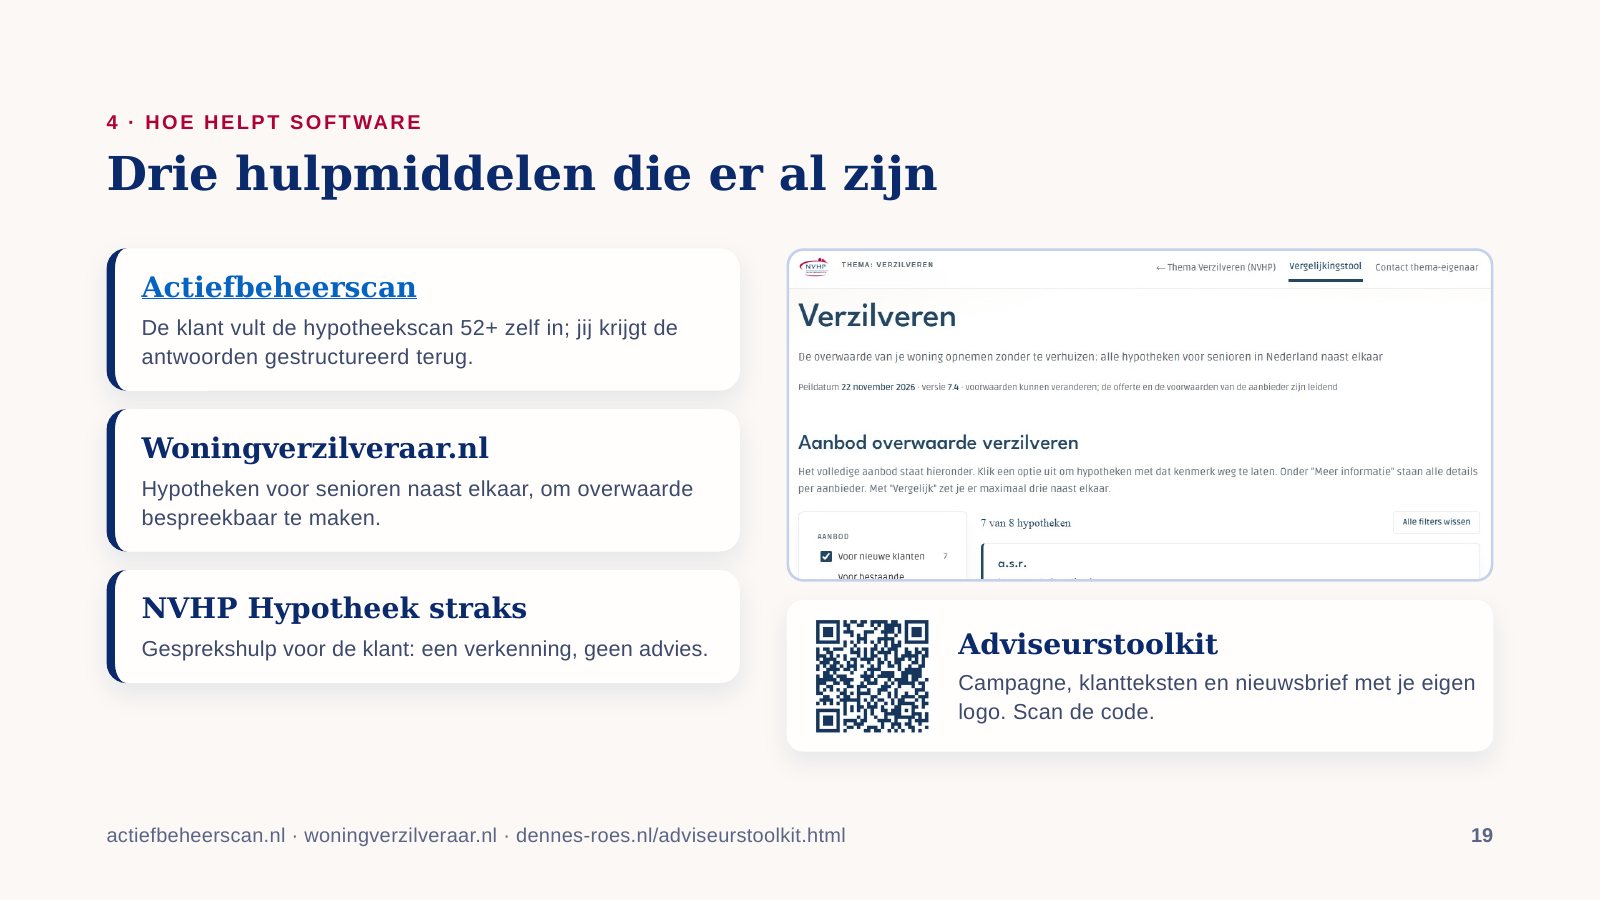 4 · HOE HELPT SOFTWARE
Drie hulpmiddelen die er al zijn
Actiefbeheerscan
De klant vult de hypotheekscan 52+ zelf in; jij krijgt de
antwoorden gestructureerd terug.
Woningverzilveraar.nl
Hypotheken voor senioren naast elkaar, om overwaarde
bespreekbaar te maken.
NVHP Hypotheek straks
Gesprekshulp voor de klant: een verkenning, geen advies.
NVHP
THEMA: VERZILVEREN
← Thema Verzilveren (NVHP)
Vergelijkingstool
Contact thema-eigenaar
Verzilveren
De overwaarde van je woning opnemen zonder te verhuizen: alle hypotheken voor senioren in Nederland naast elkaar
Peildatum 22 november 2026 · versie 7.4 · voorwaarden kunnen veranderen; de offerte en de voorwaarden van de aanbieder zijn leidend
Aanbod overwaarde verzilveren
Het volledige aanbod staat hieronder. Klik een optie uit om hypotheken met dat kenmerk weg te laten. Onder "Meer informatie" staan alle details
per aanbieder. Met "Vergelijk" zet je er maximaal drie naast elkaar.
AANBOD
Voor nieuwe klanten 7
Voor bestaande
7 van 8 hypotheken
Alle filters wissen
a.s.r.
Adviseurstoolkit
Campagne, klantteksten en nieuwsbrief met je eigen
logo. Scan de code.
actiefbeheerscan.nl · woningverzilveraar.nl · dennes-roes.nl/adviseurstoolkit.html
19